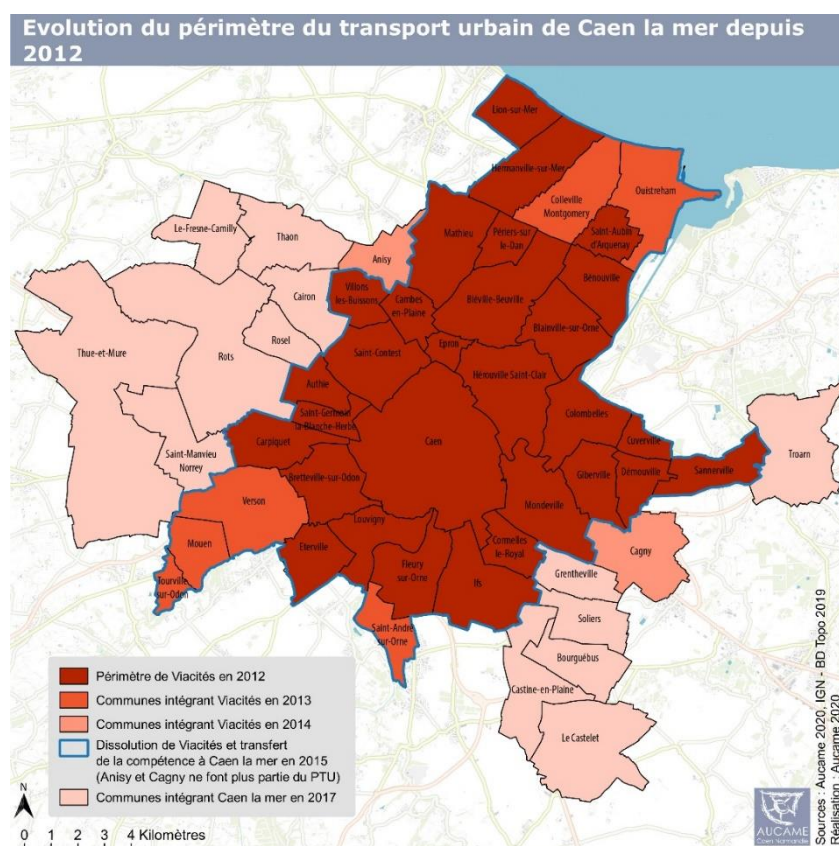 Evolution du périmètre du transport urbain de Caen la mer depuis
2012
Lion-sur-Mer
Hermanville-sur-Mer
Colleville
Montgomery
Ouistreham
Le-Fresne-Camilly
Thaon
Anisy
Mathieu
Périers-sur
le-Dan
Saint-Aubin
d'Arquenay
Bénouville
Cairon
Villons
les-Buissons
Cambes
en-Plaine
Biéville-Beuville
Blainville-sur-Orne
Thue-et-Mure
Rots
Rosel
Saint-Contest
Epron
Hérouville Saint-Clair
Authie
Saint-Germain
la-Blanche-Herbe
Colombelles
Cuverville
Caen
Carpiquet
Saint-Manvieu
Norrey
Bretteville-sur-Odon
Giberville
Démouville
Sannerville
Troarn
Verson
Mondeville
Louvigny
Mouen
Eterville
Fleury
sur-Orne
Ifs
Cormelles
le-Royal
Cagny
Grentheville
Tourville
sur-Odon
Saint-André
sur-Orne
Soliers
Bourguébus
Castine-en-Plaine
Le Castelet
Périmètre de Viacités en 2012
Communes intégrant Viacités en 2013
Communes intégrant Viacités en 2014
Dissolution de Viacités et transfert
de la compétence à Caen la mer en 2015
(Anisy et Cagny ne font plus partie du PTU)
Communes intégrant Caen la mer en 2017
N
0 1 2 3 4 Kilomètres
AUCAME
Caen Normandie
Sources : Aucame 2020, IGN - BD Topo 2019
Réalisation : Aucame 2020